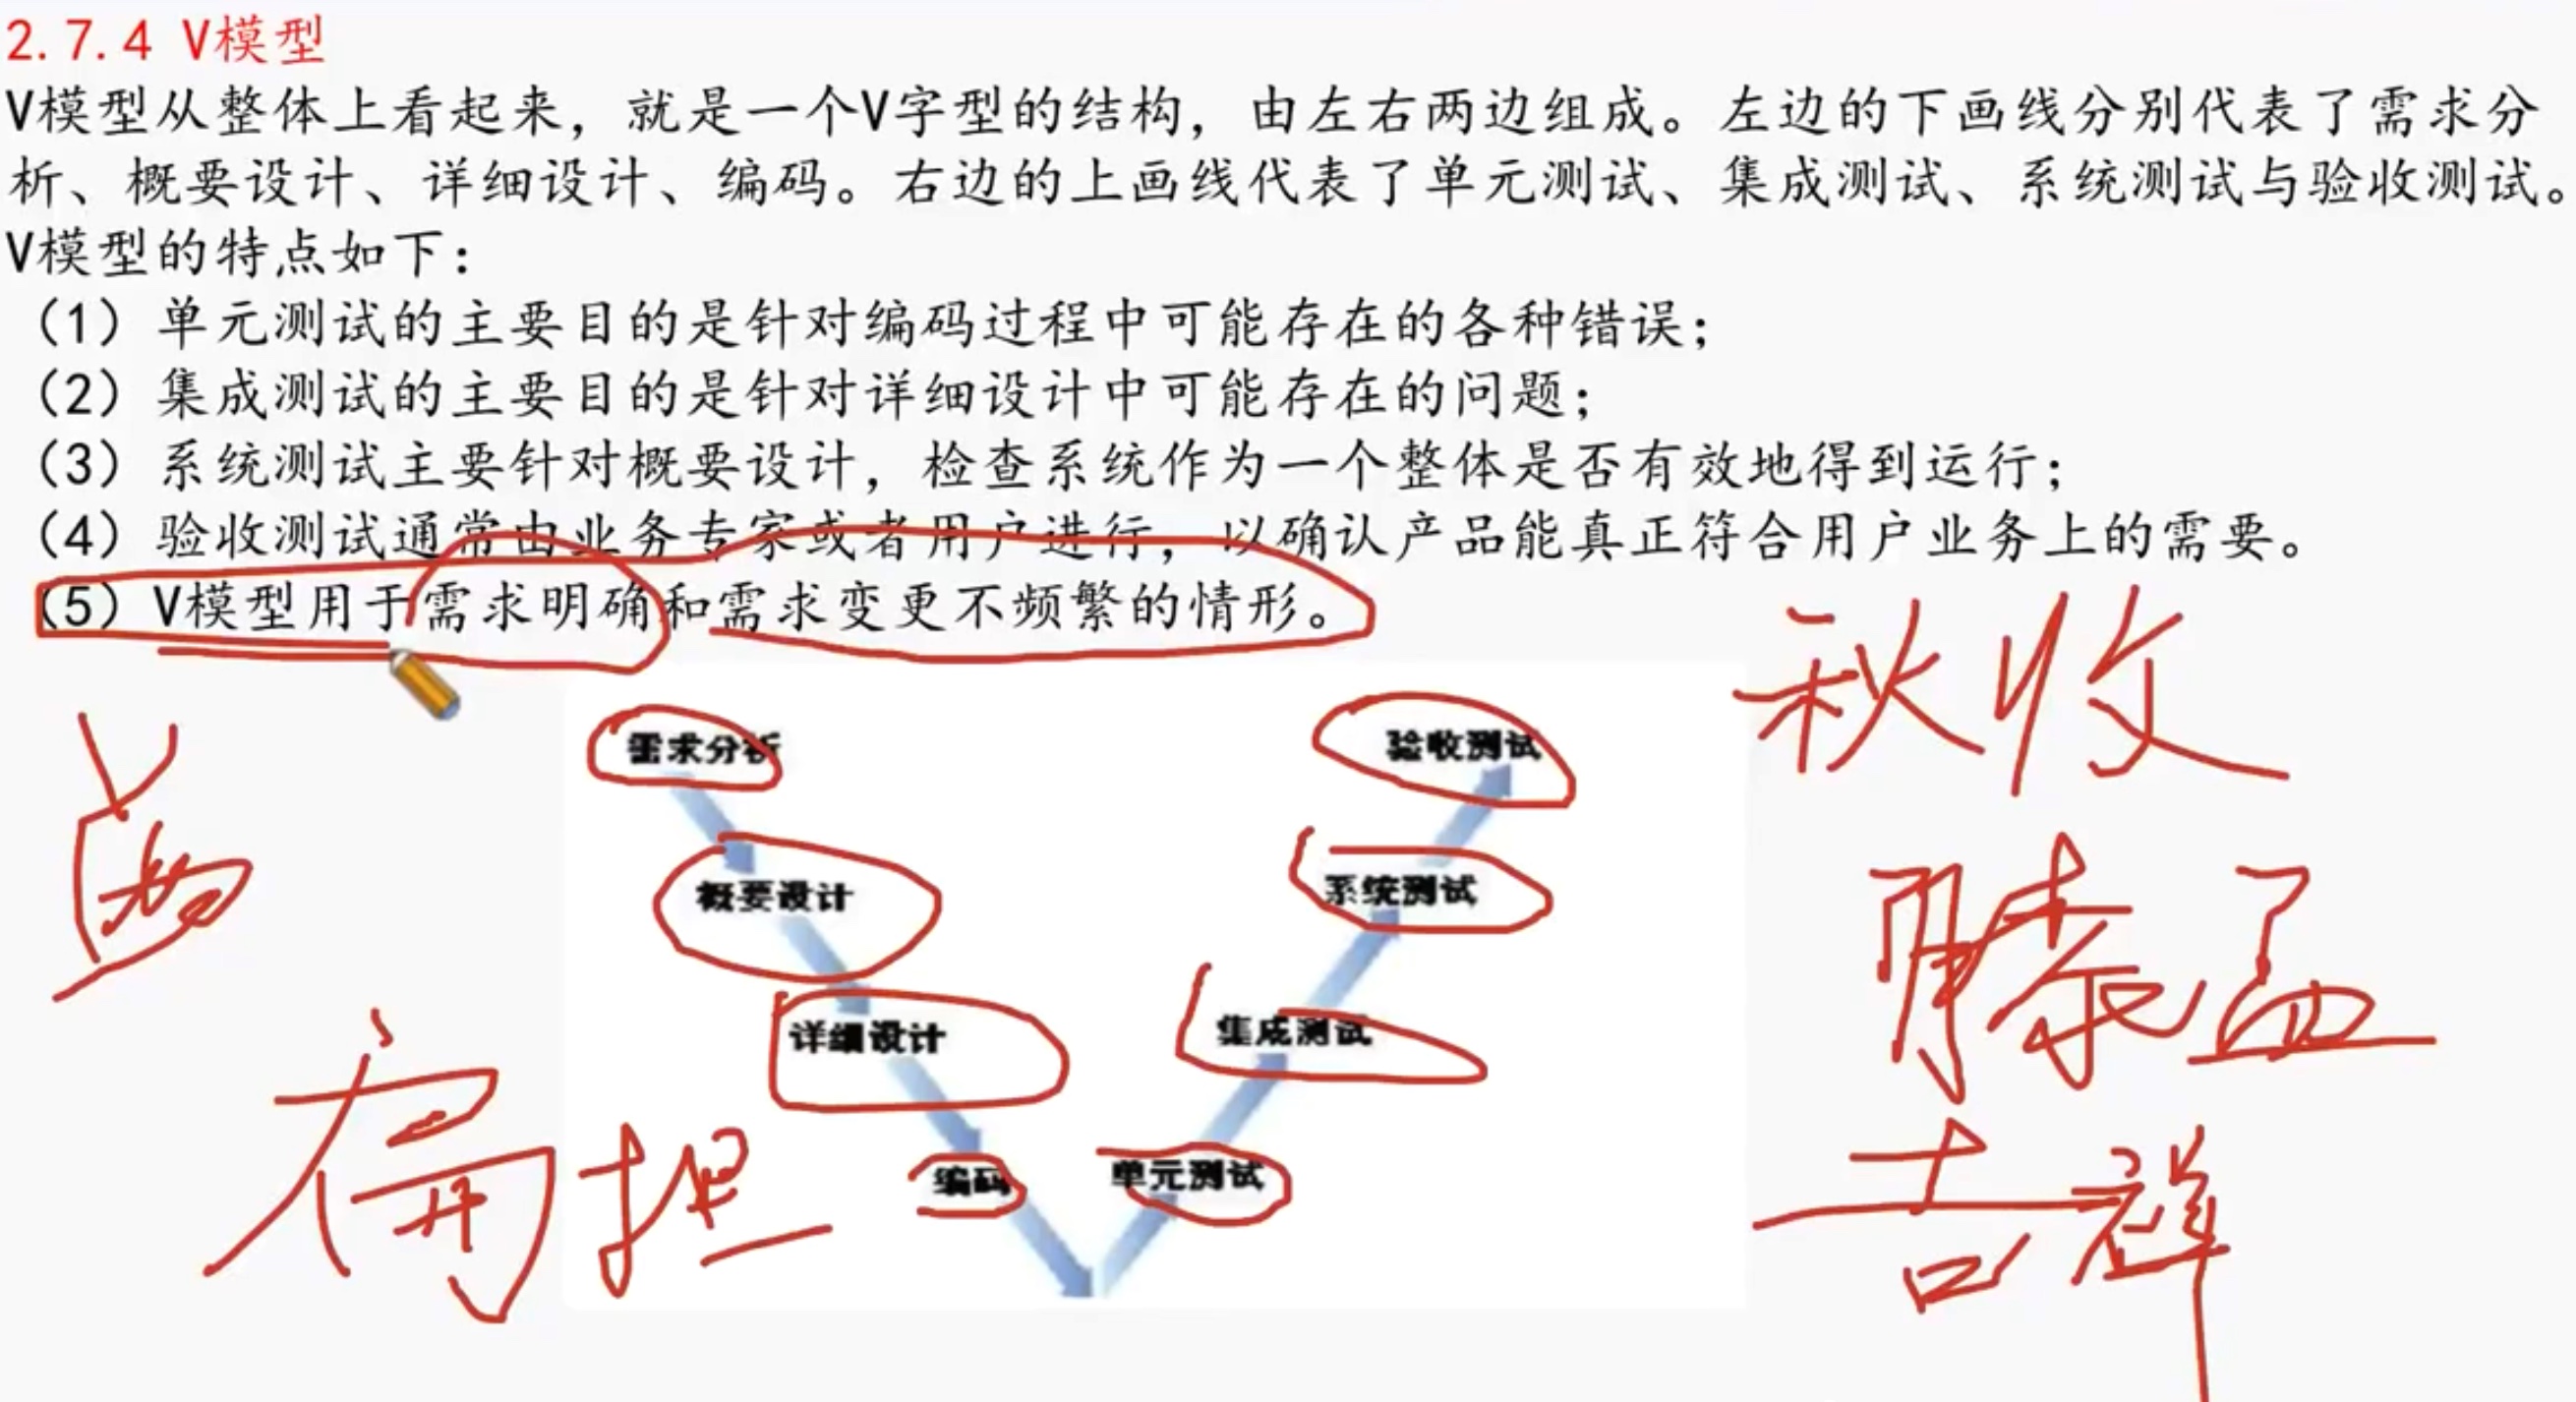 2.7.4 V模型
V模型从整体上看起来，就是一个V字型的结构，由左右两边组成。左边的下画线分别代表了需求分
析、概要设计、详细设计、编码。右边的上画线代表了单元测试、集成测试、系统测试与验收测试。
V模型的特点如下：
（1）单元测试的主要目的是针对编码过程中可能存在的各种错误；
（2）集成测试的主要目的是针对详细设计中可能存在的问题；
（3）系统测试主要针对概要设计，检查系统作为一个整体是否有效地得到运行；
（4）验收测试通常由业务专家或者用户进行，以确认产品能真正符合用户业务上的需要。
（5）V模型用于需求明确和需求变更不频繁的情形。
秋收
需求分析
验收测试
概要设计
系统测试
详细设计
集成测试
扁担
编码
单元测试
吉祥